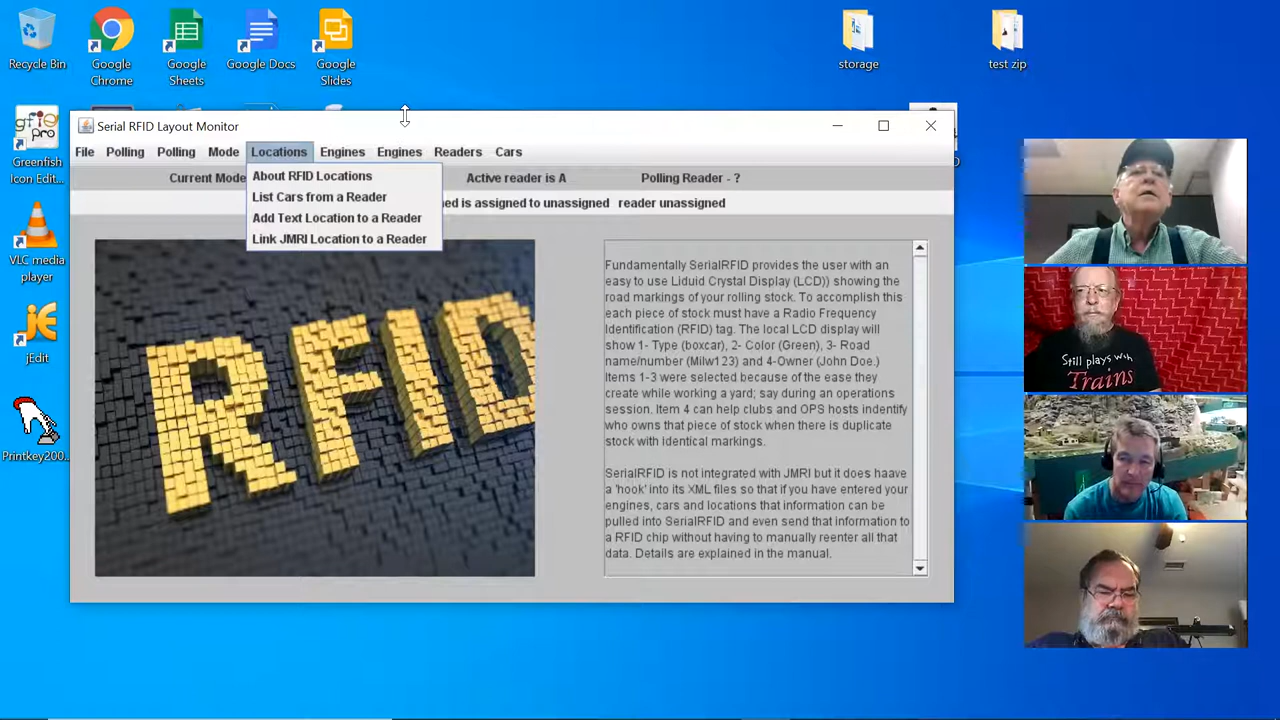 Recycle Bin
Google Chrome
Google Sheets
Google Docs
Google Slides
storage
test zip
gfie pro
Greenfish Icon Edit...
VLC media player
jEdit
Printkey200...
Serial RFID Layout Monitor
File Polling Polling Mode Locations Engines Engines Readers Cars
Current Mode Active reader is A Polling Reader - ?
is assigned to unassigned reader unassigned
About RFID Locations
List Cars from a Reader
Add Text Location to a Reader
Link JMRI Location to a Reader
RFID
Fundamentally SerialRFID provides the user with an
easy to use Liduid Crystal Display (LCD)) showing the
road markings of your rolling stock. To accomplish this
each piece of stock must have a Radio Frequency
Identification (RFID) tag. The local LCD display will
show 1- Type (boxcar), 2- Color (Green), 3- Road
name/number (Milw123) and 4-Owner (John Doe.)
Items 1-3 were selected because of the ease they
create while working a yard; say during an operations
session. Item 4 can help clubs and OPS hosts indentify
who owns that piece of stock when there is duplicate
stock with identical markings.
SerialRFID is not integrated with JMRI but it does haave
a 'hook' into its XML files so that if you have entered your
engines, cars and locations that information can be
pulled into SerialRFID and even send that information to
a RFID chip without having to manually reenter all that
data. Details are explained in the manual.
Still plays with
Trains